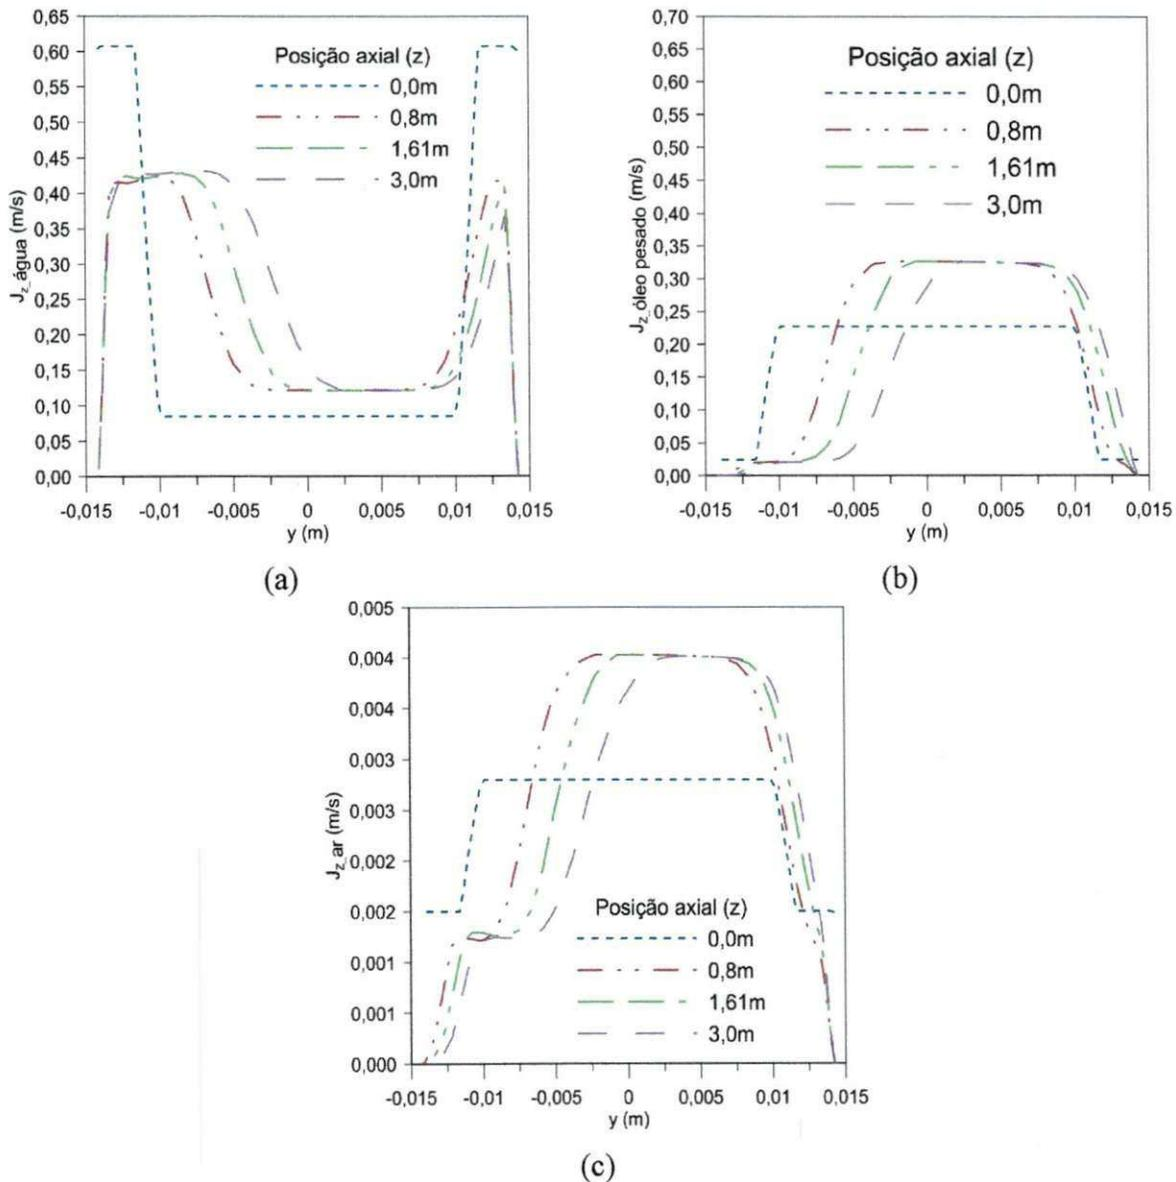 0,65
0,60
0,55
0,50
0,45
0,40
0,35
0,30
0,25
0,20
0,15
0,10
0,05
0,00
J_z_água (m/s)
Posição axial (z)
0,0m
0,8m
1,61m
3,0m
-0,015 -0,01 -0,005 0 0,005 0,01 0,015
y (m)
(a)
0,70
0,65
0,60
0,55
0,50
0,45
0,40
0,35
0,30
0,25
0,20
0,15
0,10
0,05
0,00
J_z_óleo pesado (m/s)
Posição axial (z)
0,0m
0,8m
1,61m
3,0m
-0,015 -0,01 -0,005 0 0,005 0,01 0,015
y (m)
(b)
0,005
0,004
0,004
0,003
0,003
0,002
0,002
0,001
0,001
0,000
J_z_ar (m/s)
Posição axial (z)
0,0m
0,8m
1,61m
3,0m
-0,015 -0,01 -0,005 0 0,005 0,01 0,015
y (m)
(c)